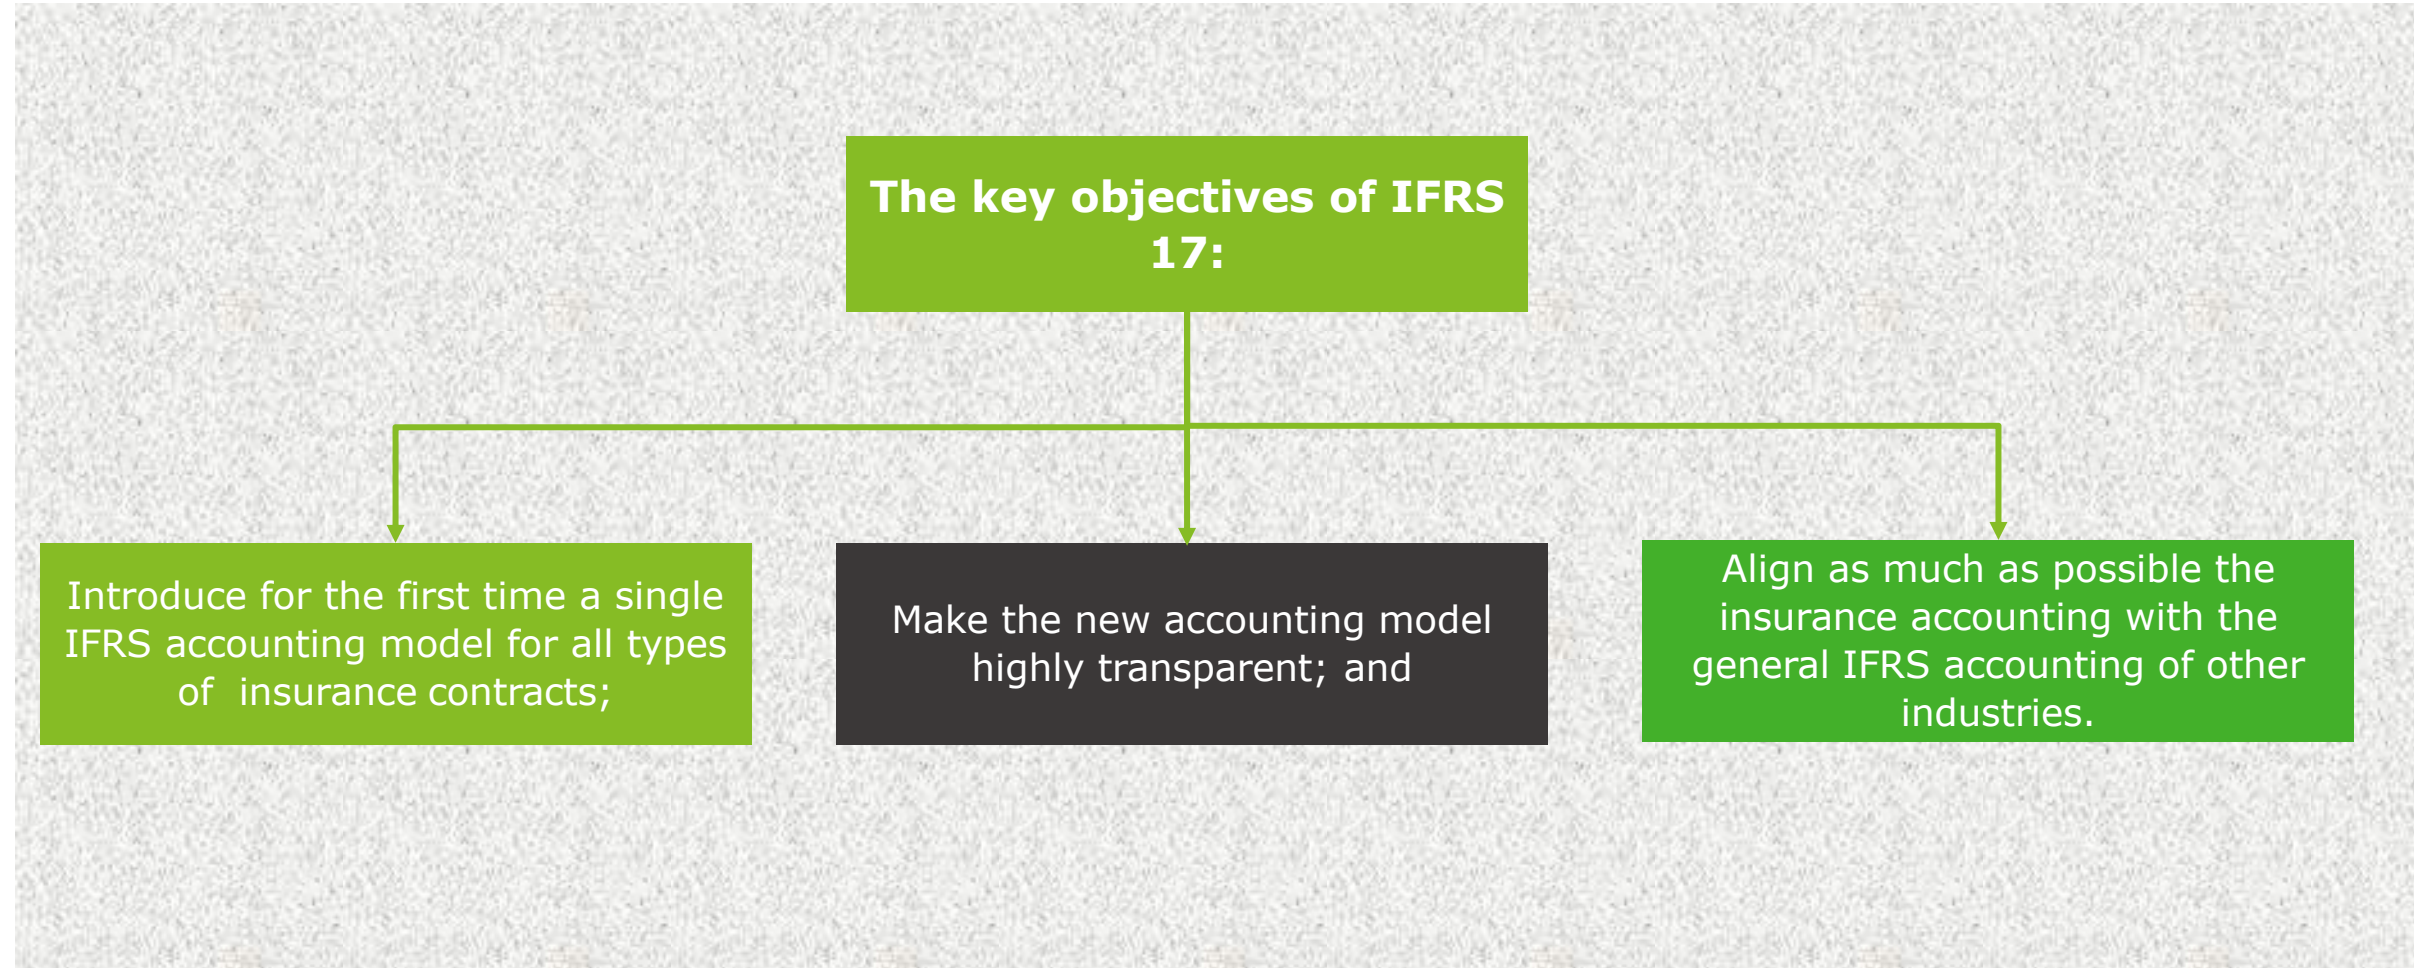 The key objectives of IFRS
17:
Introduce for the first time a single
IFRS accounting model for all types
of  insurance contracts;
Make the new accounting model
highly transparent; and
Align as much as possible the
insurance accounting with the
general IFRS accounting of other
industries.